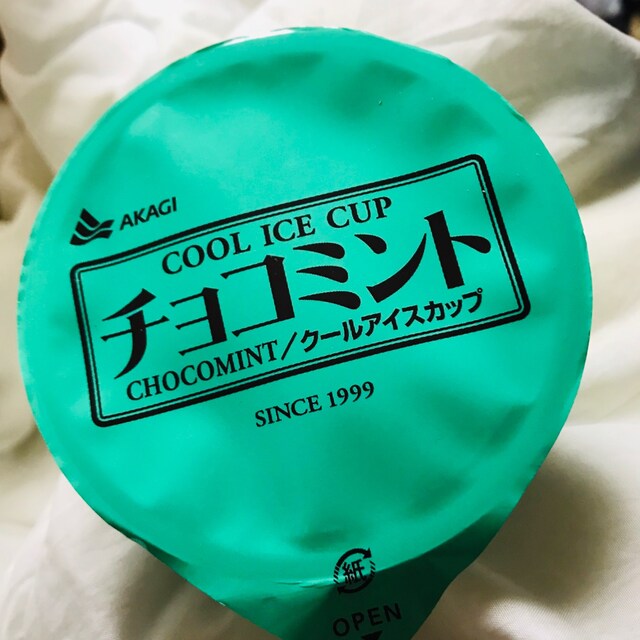 AKAGI
COOL ICE CUP
チョコミント
CHOCOMINT/クールアイスカップ
SINCE 1999
紙
OPEN